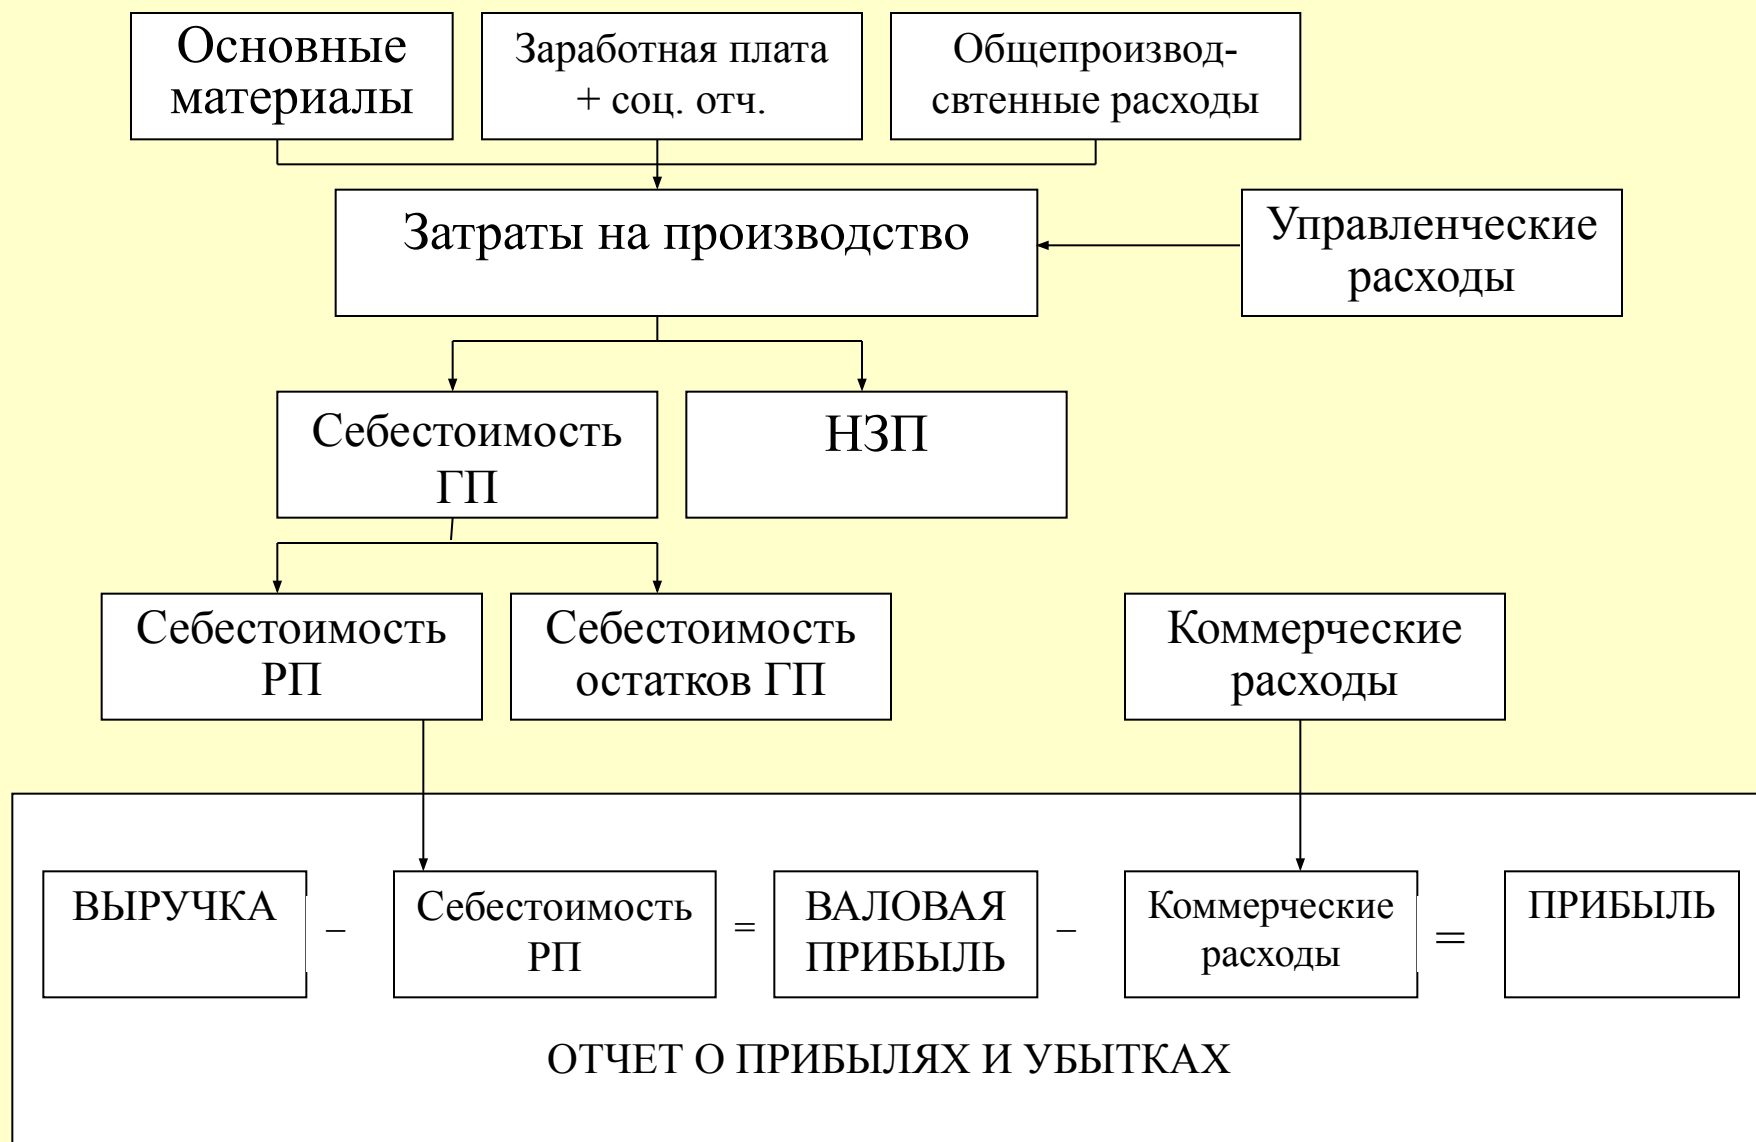 Основные
материалы
Заработная плата
+ соц. отч.
Общепроизвод-
свтенные расходы
Затраты на производство
Управленческие
расходы
Себестоимость
ГП
НЗП
Себестоимость
РП
Себестоимость
остатков ГП
Коммерческие
расходы
ВЫРУЧКА
–
Себестоимость
РП
=
ВАЛОВАЯ
ПРИБЫЛЬ
–
Коммерческие
расходы
=
ПРИБЫЛЬ
ОТЧЕТ О ПРИБЫЛЯХ И УБЫТКАХ